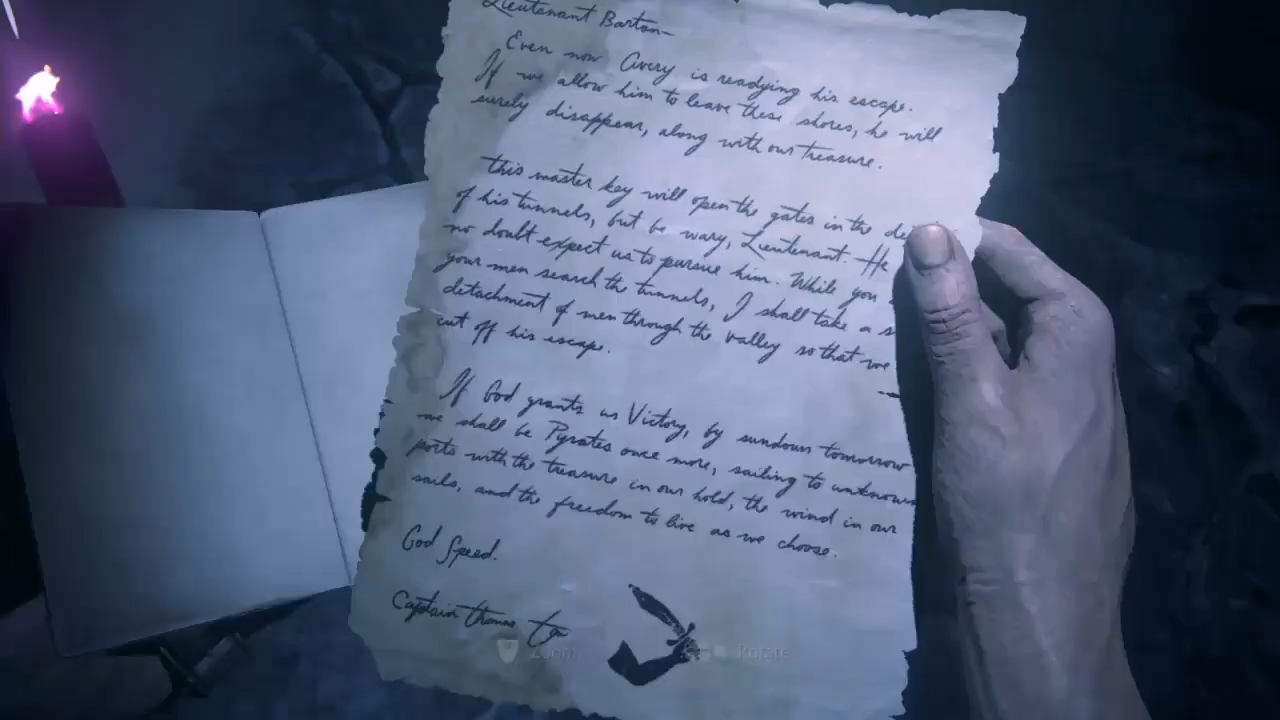 Lieutenant Barton—
Even now Avery is readying his escape.
If we allow him to leave these shores, he will
surely disappear, along with our treasure.
this master key will open the gates in the de
of his tunnels, but be wary, Lieutenant. He
no doubt expect us to pursue him. While you
your men search the tunnels, I shall take a s
detachment of men through the valley so that we
cut off his escape.
If God grants us Victory, by sundown tomorrow
we shall be Pyrates once more, sailing to unknown
ports with the treasure in our hold, the wind in our
sails, and the freedom to live as we choose.
God Speed.
Captain Thomas
Zoom
Rotate